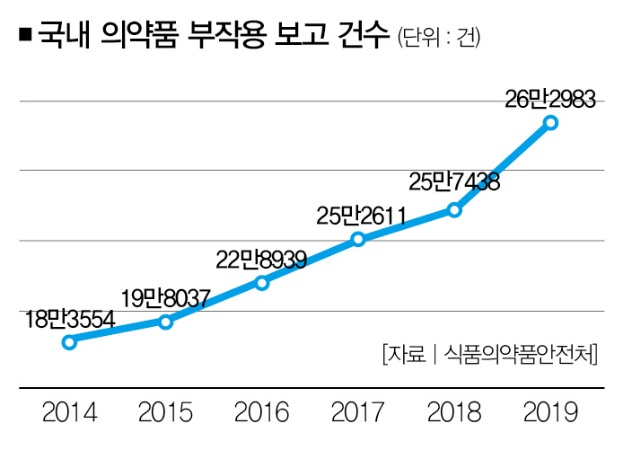 ■ 국내 의약품 부작용 보고 건수 (단위 : 건)
26만2983
25만7438
25만2611
22만8939
19만8037
18만3554
[자료 | 식품의약품안전처]
2014 2015 2016 2017 2018 2019